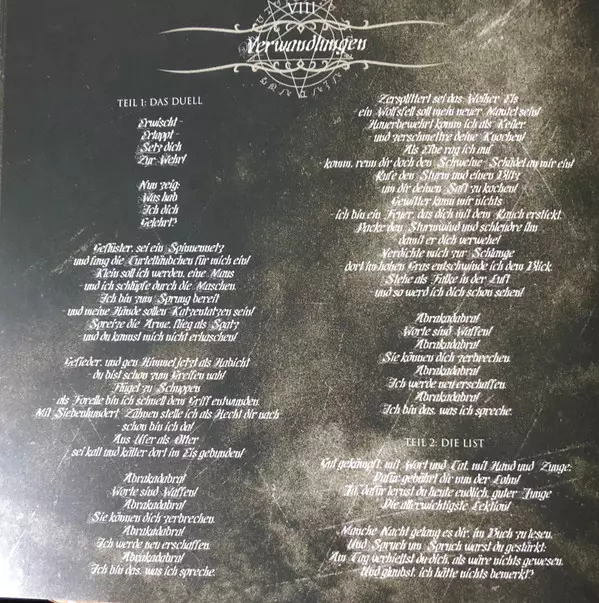 VIII
Verwandlungen
TEIL 1: DAS DUELL
Erwischt -
Ertappt -
Setz dich
Zur Wehr!
Nun zeig:
Was hab
Ich dich
Gelehrt?
Geflüster, sei ein Spinnennetz
und fang die Turteltäubchen für mich ein!
Klein soll ich werden, eine Maus
und ich schlüpfe durch die Maschen.
Ich bin zum Sprung bereit
und meine Hände sollen Katzentatzen sein!
Spreize die Arme, flieg als Spatz
und du kannst mich nicht erhaschen!
Gefieder, und gen Himmel jetzt als Habicht
du bist schon zum Greifen nah!
Flügel zu Schuppen
als Forelle bin ich schnell dem Griff entwunden.
Mit Siebenhundert Zähnen stelle ich als Hecht dir nach
schon bin ich da!
Aus Ufer als Otter
sei kalt und kälter dort im Eis gebunden!
Abrakadabra!
Worte sind Waffen!
Abrakadabra!
Sie können dich zerbrechen.
Abrakadabra!
Ich werde neu erschaffen.
Abrakadabra!
Ich bin das, was ich spreche.
Zersplittert sei das Weiher Eis
ein Wolfsfell soll mein neuer Mantel sein!
Hauerbewehrt komm ich als Keiler
und zerschmettre deine Knochen!
Als Eibe rag ich auf
komm, renn dir doch den Schweine-Schädel an mir ein!
Rufe den Sturm und einen Blitz
um dir deinen Saft zu kochen!
Gewitter kann mir nichts
ich bin ein Feuer, das dich mit dem Rauch erstickt.
Packe den Sturmwind und schleudre ihn
damit er dich verwehe!
Verdichte mich zur Schlange
dort im hohen Gras entschwinde ich dem Blick.
Stehe als Falke in der Luft
und so werd ich dich schon sehen!
Abrakadabra!
Worte sind Waffen!
Abrakadabra!
Sie können dich zerbrechen.
Abrakadabra!
Ich werde neu erschaffen.
Abrakadabra!
Ich bin das, was ich spreche.
TEIL 2: DIE LIST
Gut gekämpft, mit Wort und Tat, mit Hand und Zunge:
Dafür gebührt dir nun der Lohn!
Ja, dafür lernst du heute endlich, guter Junge
Die allerwichtigste Lektion!
Manche Nacht gelang es dir, im Buch zu lesen,
Und Spruch um Spruch warst du gestärkt.
Am Tag verhieltst du dich, als wäre nichts gewesen.
Und glaubst, ich hätte nichts bemerkt?